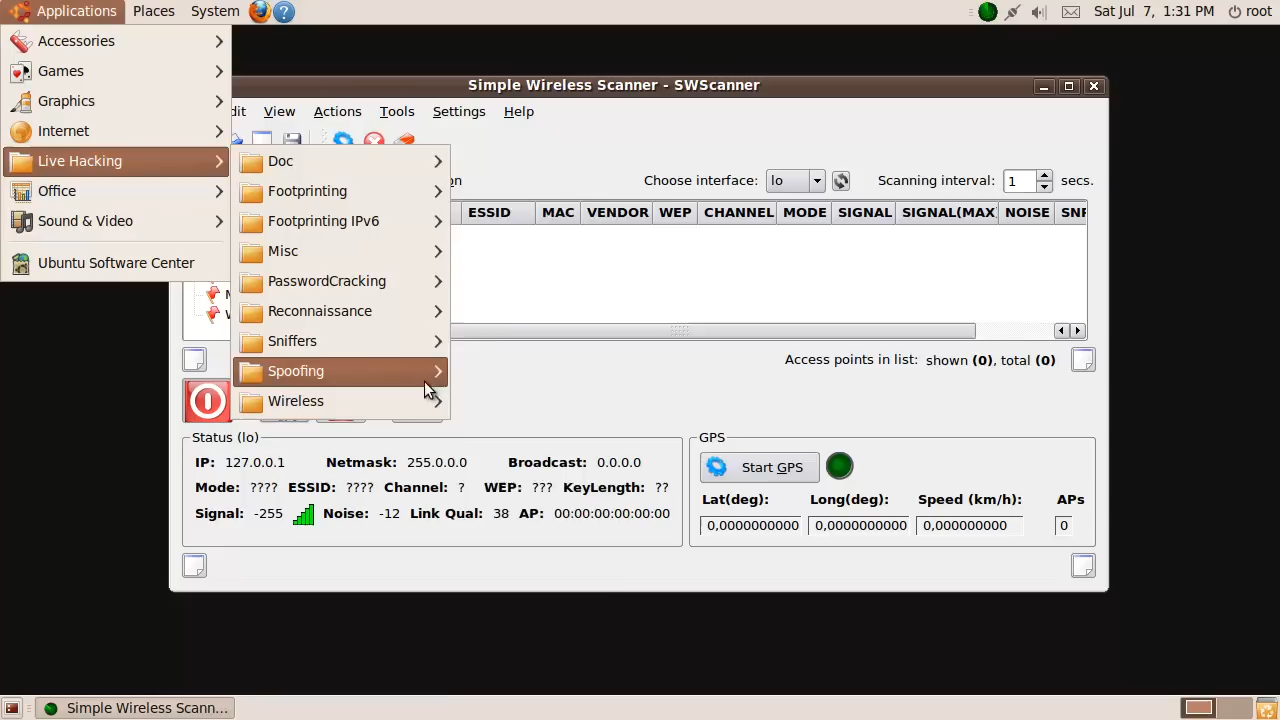 Applications Places System Sat Jul 7, 1:31 PM root
Accessories
Games
Graphics
Internet
Live Hacking
Office
Sound & Video
Ubuntu Software Center
Doc
Footprinting
Footprinting IPv6
Misc
PasswordCracking
Reconnaissance
Sniffers
Spoofing
Wireless
Simple Wireless Scanner - SWScanner
View Actions Tools Settings Help
Choose interface: lo Scanning interval: 1 secs.
ESSID MAC VENDOR WEP CHANNEL MODE SIGNAL SIGNAL(MAX) NOISE
Access points in list: shown (0), total (0)
Status (lo)
IP: 127.0.0.1 Netmask: 255.0.0.0 Broadcast: 0.0.0.0
Mode: ???? ESSID: ???? Channel: ? WEP: ??? KeyLength: ??
Signal: -255 Noise: -12 Link Qual: 38 AP: 00:00:00:00:00:00
GPS
Start GPS
Lat(deg): Long(deg): Speed (km/h): APs
0,0000000000 0,0000000000 0,000000000 0
Simple Wireless Scann...